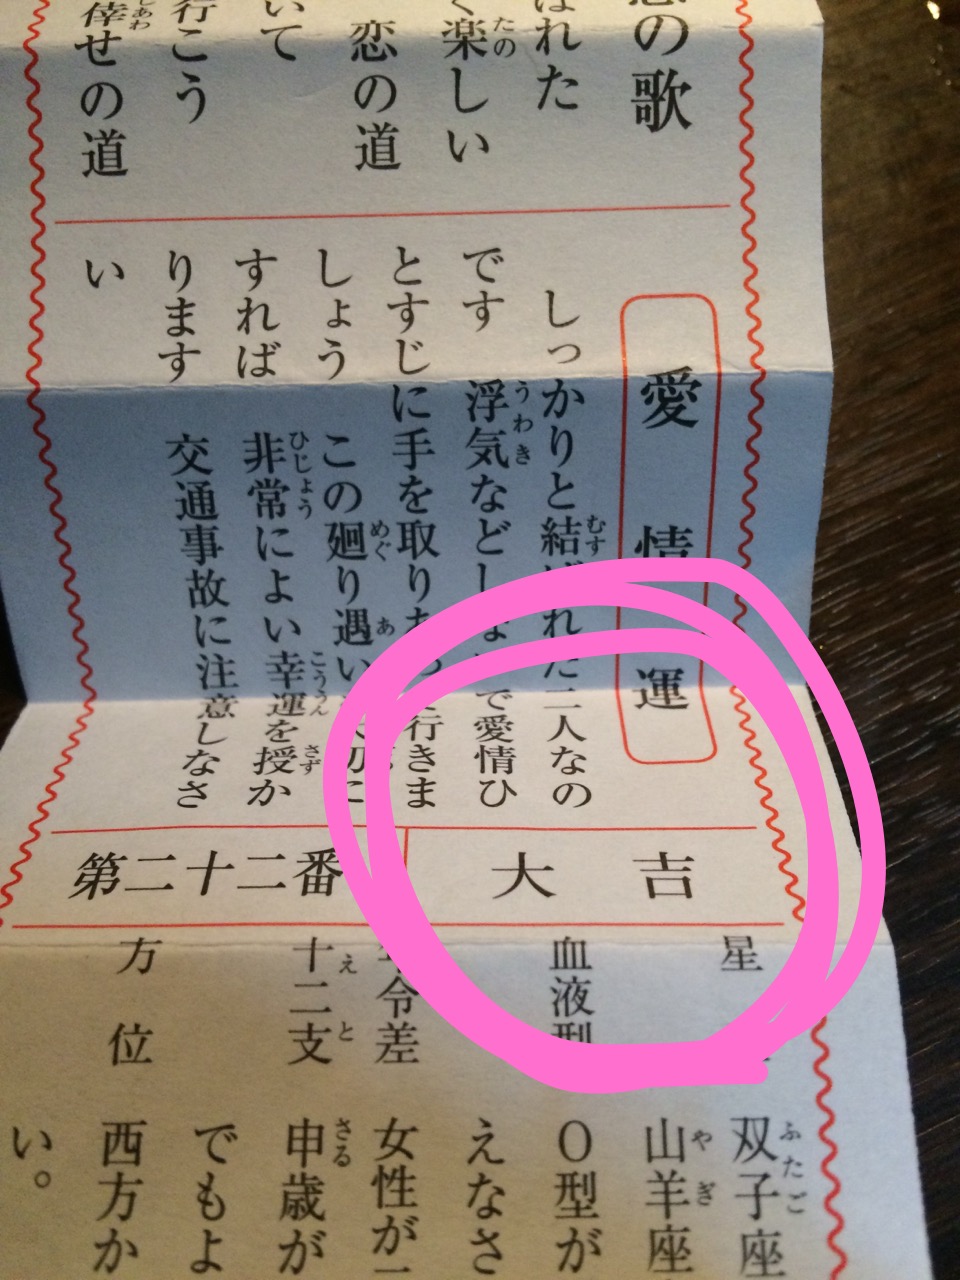 の歌
れた
楽しい
恋の道
いて
行こう
倖せの道
愛情運
しっかりと結ばれた二人なの
です 浮気などし で愛情ひ
とすじに手を取り 行きま
しょう この廻り遇い 切に
すれば 非常によい幸運を授か
ります 交通事故に注意しなさ
い
第二十二番 大吉
星 双子座
山羊座
血液型 O型が
えなさ
令差 女性が
十二支 申歳が
でもよ
方位 西方か
い。